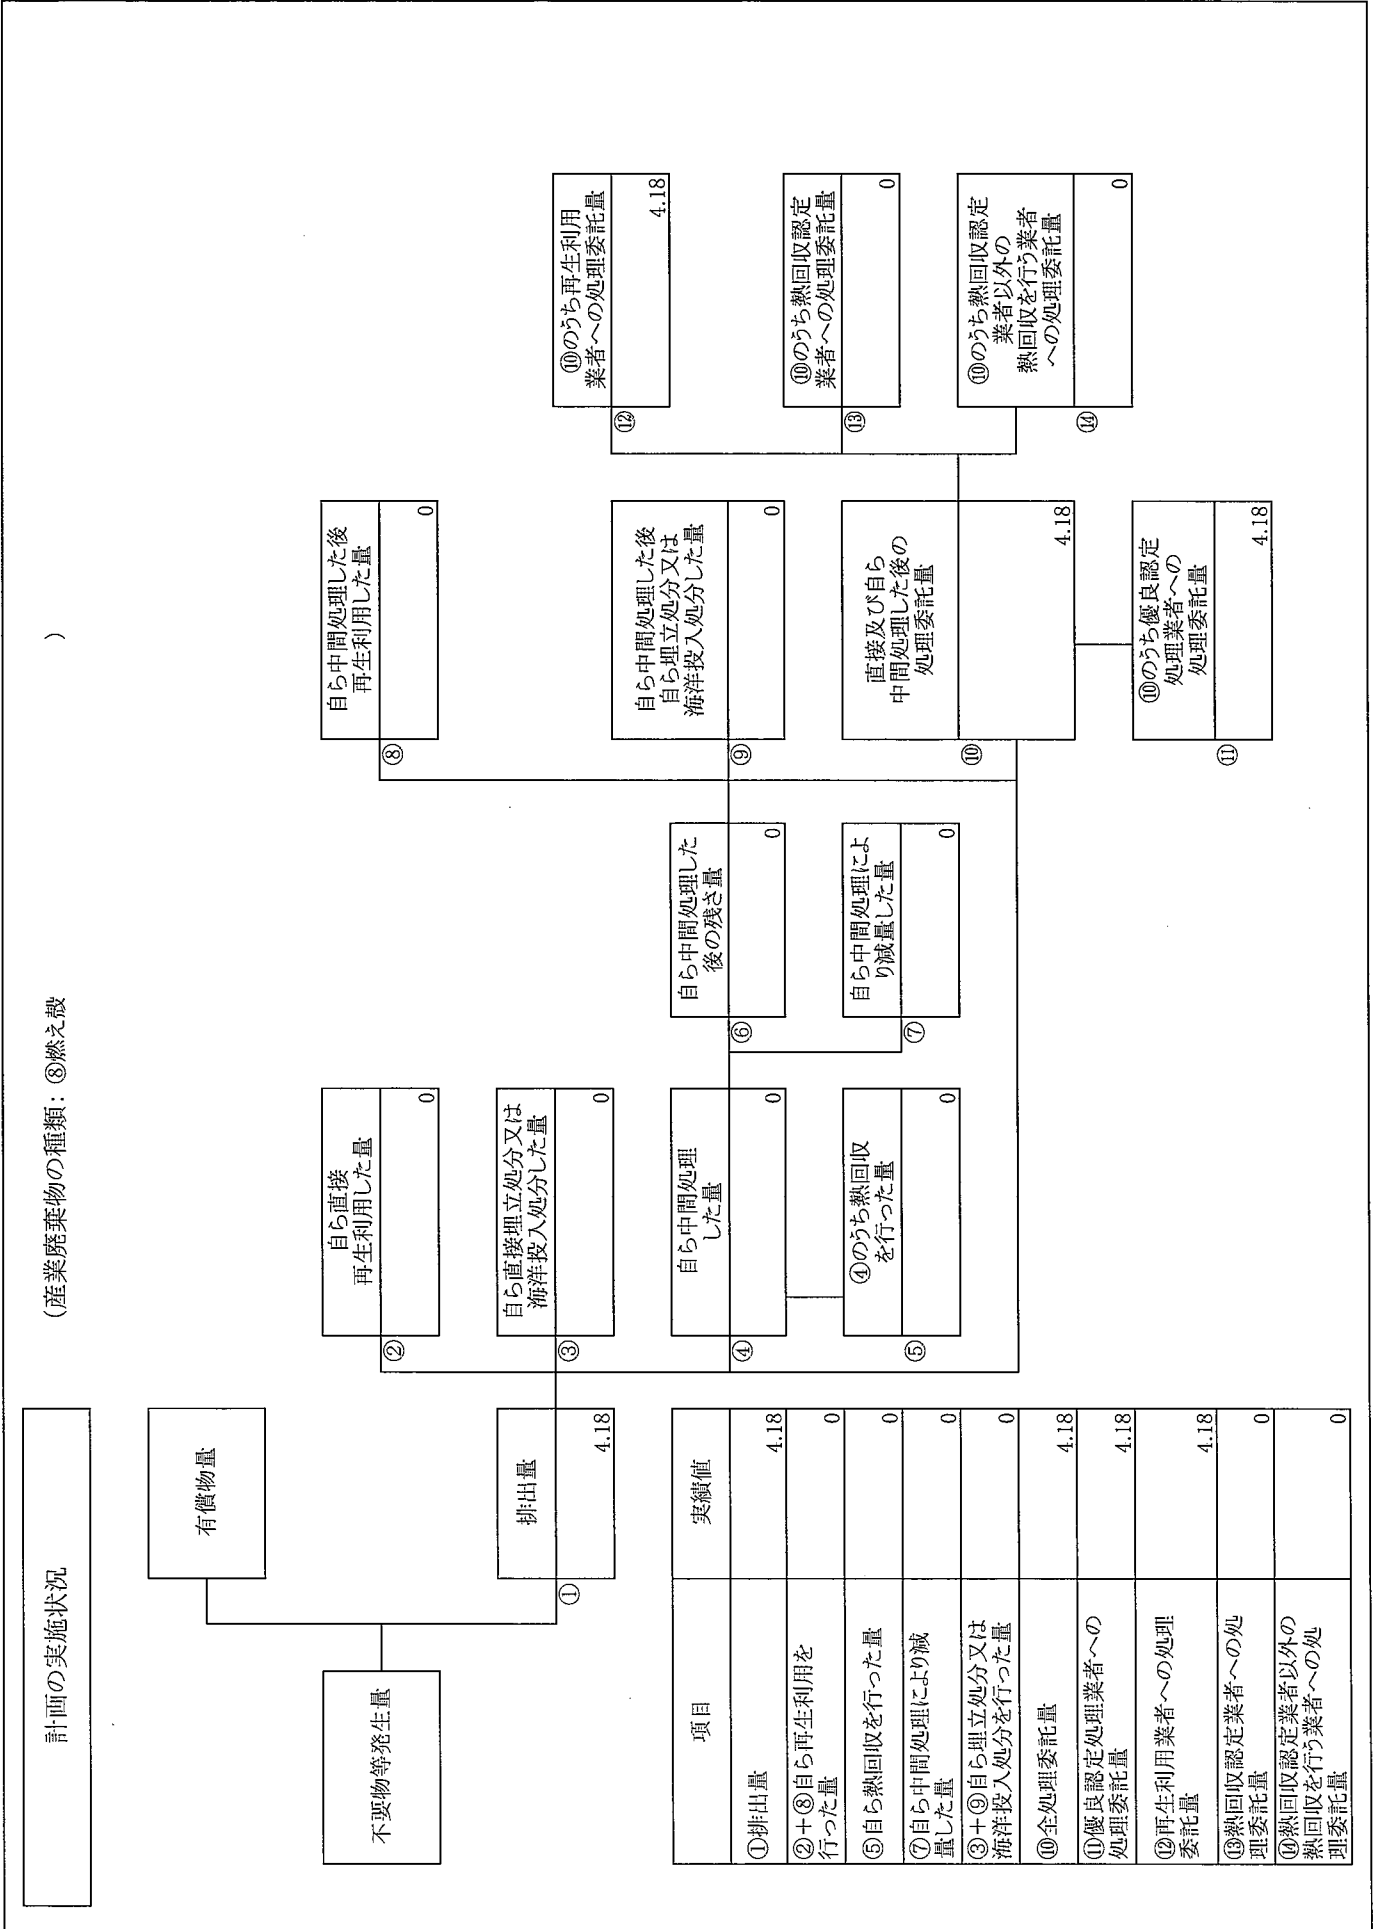 計画の実施状況
(産業廃棄物の種類:⑧燃え殻
)
不要物等発生量
有償物量
①
排出量
4.18
②
自ら直接
再生利用した量
0
③
自ら直接埋立処分又は
海洋投入処分した量
0
④
自ら中間処理
した量
0
⑤
④のうち熱回収
を行った量
0
⑥
自ら中間処理した
後の残さ量
0
⑦
自ら中間処理によ
り減量した量
0
⑧
自ら中間処理した後
再生利用した量
0
⑨
自ら中間処理した後
自ら埋立処分又は
海洋投入処分した量
0
⑩
直接及び自ら
中間処理した後の
処理委託量
4.18
⑪
⑩のうち優良認定
処理業者への
処理委託量
4.18
⑫
⑩のうち再生利用
業者への処理委託量
4.18
⑬
⑩のうち熱回収認定
業者への処理委託量
0
⑭
⑩のうち熱回収認定
業者以外の
熱回収を行う業者
への処理委託量
0
項目 実績値
①排出量 4.18
②+⑧自ら再生利用を
行った量 0
⑤自ら熱回収を行った量 0
⑦自ら中間処理により減
量した量 0
③+⑨自ら埋立処分又は
海洋投入処分を行った量 0
⑩全処理委託量 4.18
⑪優良認定処理業者への
処理委託量 4.18
⑫再生利用業者への処理
委託量 4.18
⑬熱回収認定業者への処
理委託量 0
⑭熱回収認定業者以外の
熱回収を行う業者への処
理委託量 0